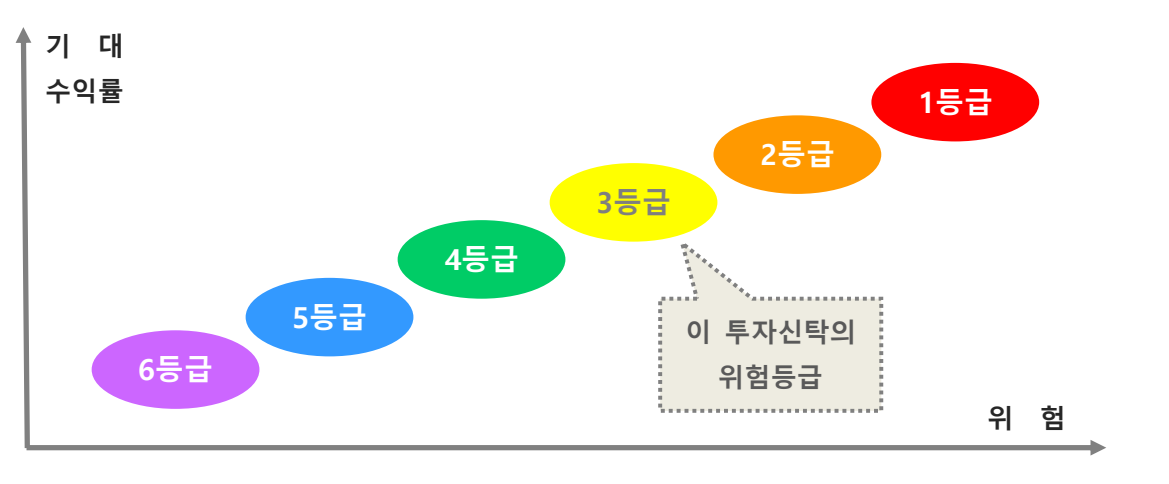 기 대
수익률
1등급
2등급
3등급
4등급
5등급
6등급
이 투자신탁의
위험등급
위 험